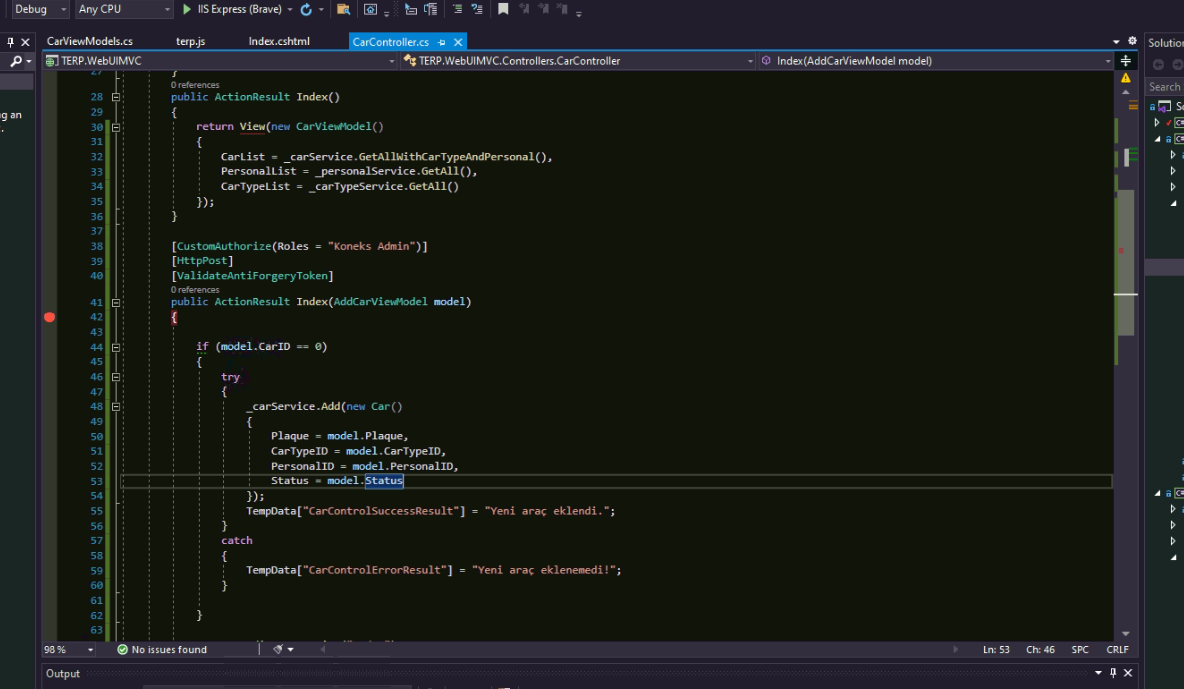 Debug Any CPU IIS Express (Brave)
CarViewModels.cs terp.js Index.cshtml CarController.cs
Solution
TERP.WebUIMVC TERP.WebUIMVC.Controllers.CarController Index(AddCarViewModel model)
Search
27 }
0 references
28 public ActionResult Index()
29 {
30 return View(new CarViewModel()
31 {
32 CarList = _carService.GetAllWithCarTypeAndPersonal(),
33 PersonalList = _personalService.GetAll(),
34 CarTypeList = _carTypeService.GetAll()
35 });
36 }
37
38 [CustomAuthorize(Roles = "Koneks Admin")]
39 [HttpPost]
40 [ValidateAntiForgeryToken]
0 references
41 public ActionResult Index(AddCarViewModel model)
42 {
43
44 if (model.CarID == 0)
45 {
46 try
47 {
48 _carService.Add(new Car()
49 {
50 Plaque = model.Plaque,
51 CarTypeID = model.CarTypeID,
52 PersonalID = model.PersonalID,
53 Status = model.Status
54 });
55 TempData["CarControlSuccessResult"] = "Yeni araç eklendi.";
56 }
57 catch
58 {
59 TempData["CarControlErrorResult"] = "Yeni araç eklenemedi!";
60 }
61
62 }
63
98 % No issues found Ln: 53 Ch: 46 SPC CRLF
Output